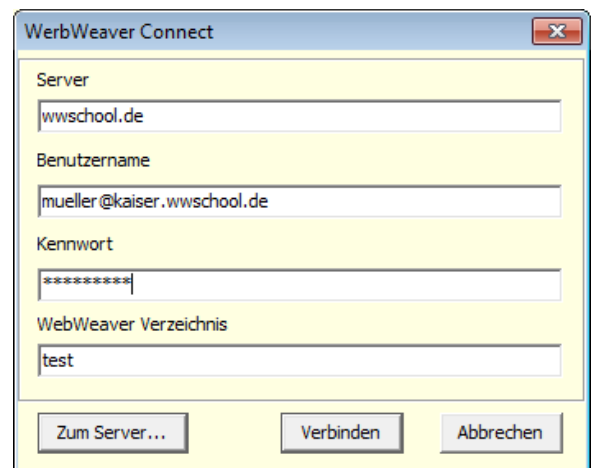 WerbWeaver Connect
Server
wwschool.de
Benutzername
mueller@kaiser.wwschool.de
Kennwort
*********
WebWeaver Verzeichnis
test
Zum Server... Verbinden Abbrechen